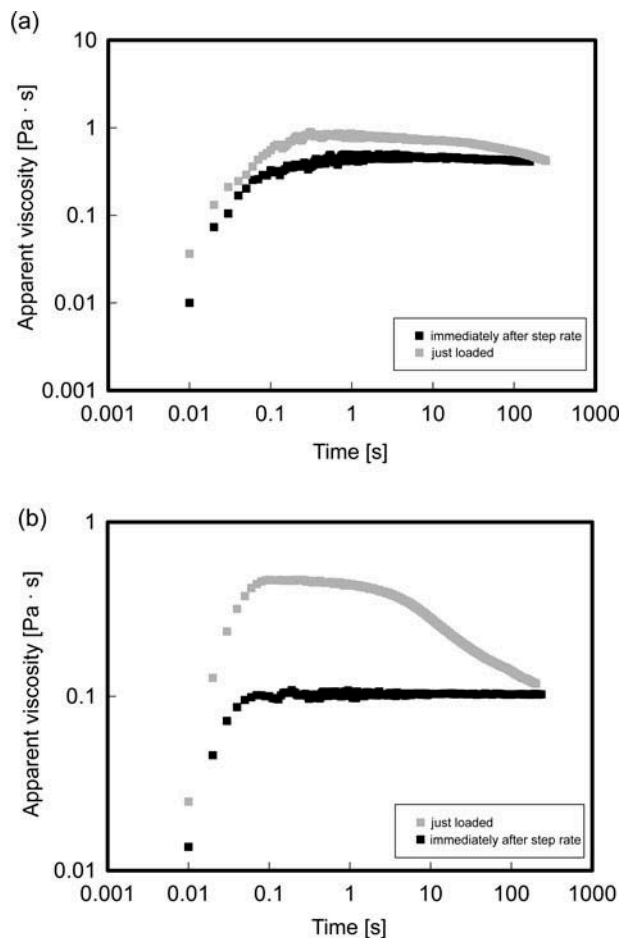 (a)
Apparent viscosity [Pa · s]
10
1
0.1
0.01
0.001
immediately after step rate
just loaded
0.001 0.01 0.1 1 10 100 1000
Time [s]
(b)
Apparent viscosity [Pa · s]
1
0.1
0.01
just loaded
immediately after step rate
0.001 0.01 0.1 1 10 100 1000
Time [s]